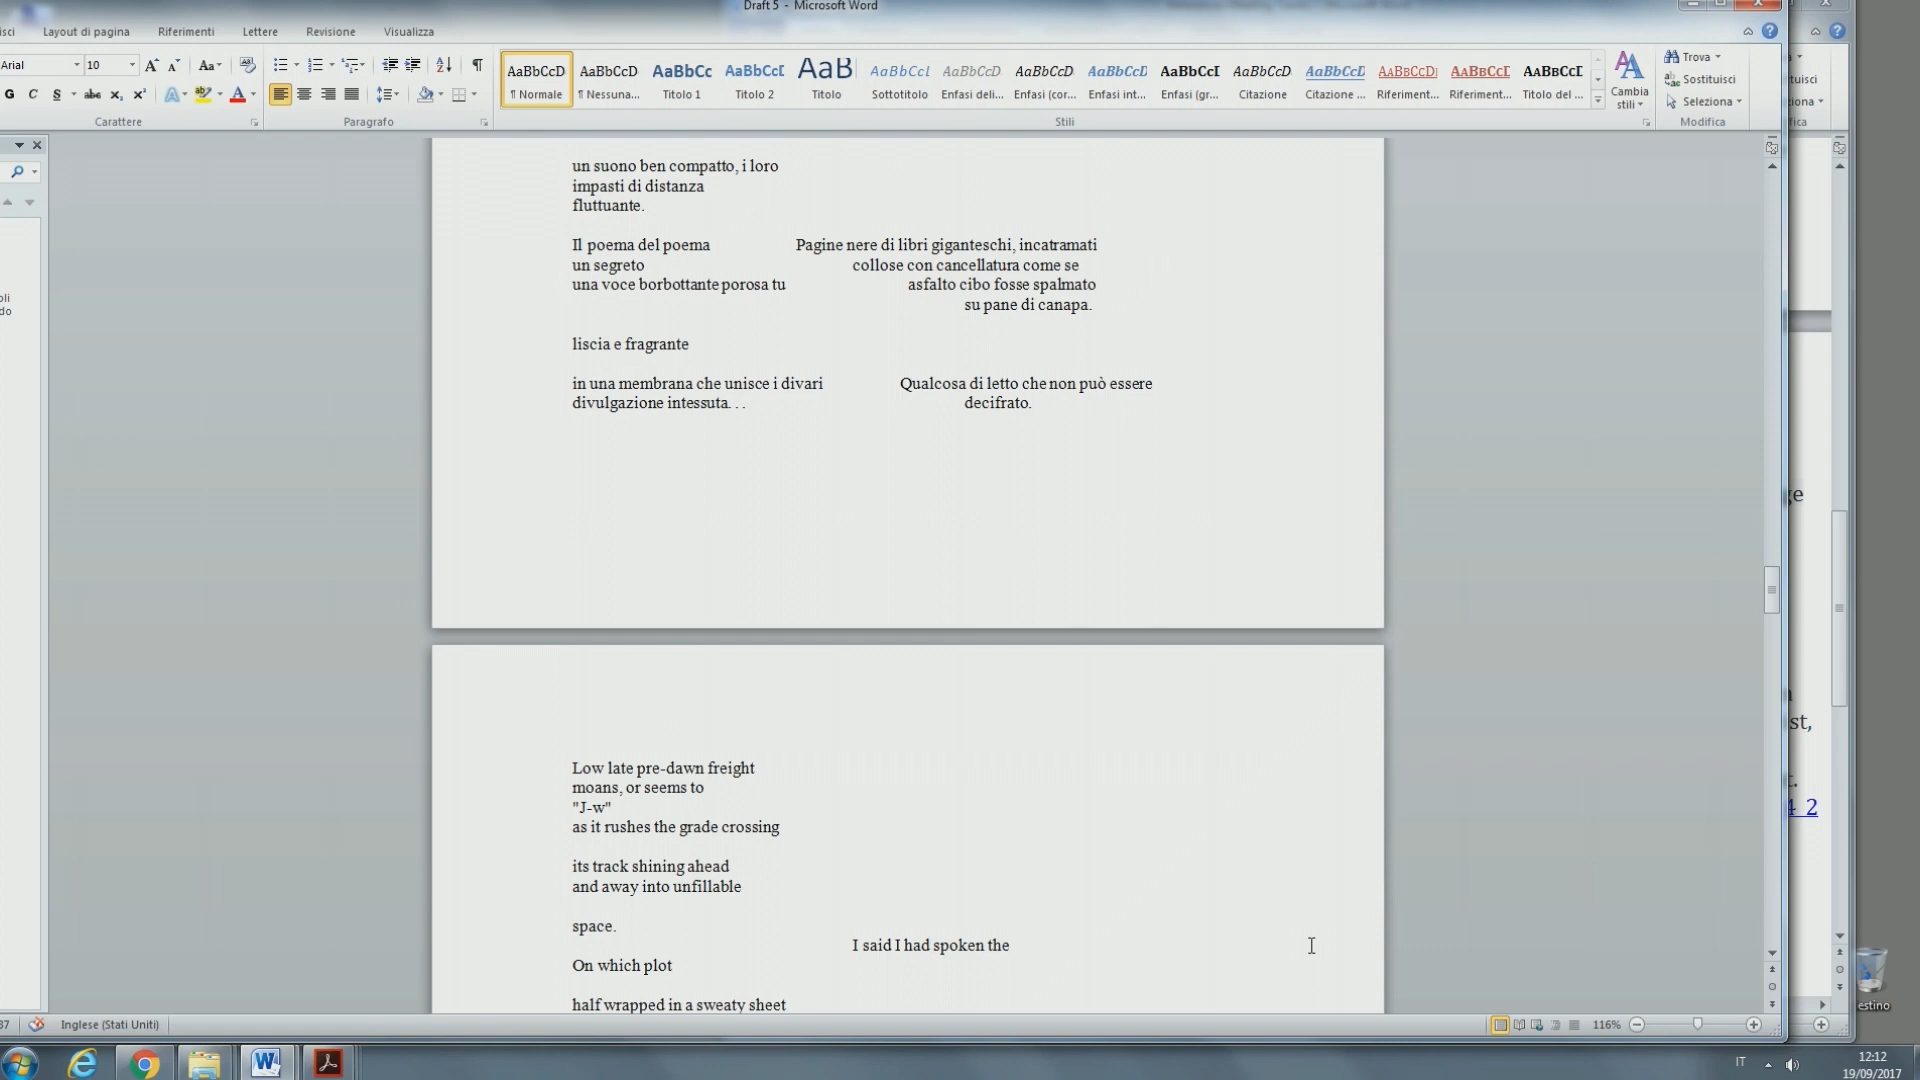 Draft 5 - Microsoft Word
Layout di pagina Riferimenti Lettere Revisione Visualizza
Arial 10
Carattere Paragrafo Stili Modifica
AaBbCcD AaBbCcD AaBbCc AaBbCcD AaB AaBbCcI AaBbCcD AaBbCcD AaBbCcD AaBbCcI AaBbCcD AaBbCcD AaBbCcD AaBbCcI AaBbCcI
¶ Normale ¶ Nessuna... Titolo 1 Titolo 2 Titolo Sottotitolo Enfasi deli... Enfasi (cor... Enfasi int... Enfasi (gr... Citazione Citazione ... Riferiment... Riferiment... Titolo del ...
Cambia
stili
Trova
Sostituisci
Seleziona
un suono ben compatto, i loro
impasti di distanza
fluttuante.
Il poema del poema Pagine nere di libri giganteschi, incatramati
un segreto collose con cancellatura come se
una voce borbottante porosa tu asfalto cibo fosse spalmato
su pane di canapa.
liscia e fragrante
in una membrana che unisce i divari Qualcosa di letto che non può essere
divulgazione intessuta. . . decifrato.
Low late pre-dawn freight
moans, or seems to
"J-w"
as it rushes the grade crossing
its track shining ahead
and away into unfillable
space.
I said I had spoken the
On which plot
half wrapped in a sweaty sheet
Inglese (Stati Uniti) 116%
IT 12:12
19/09/2017